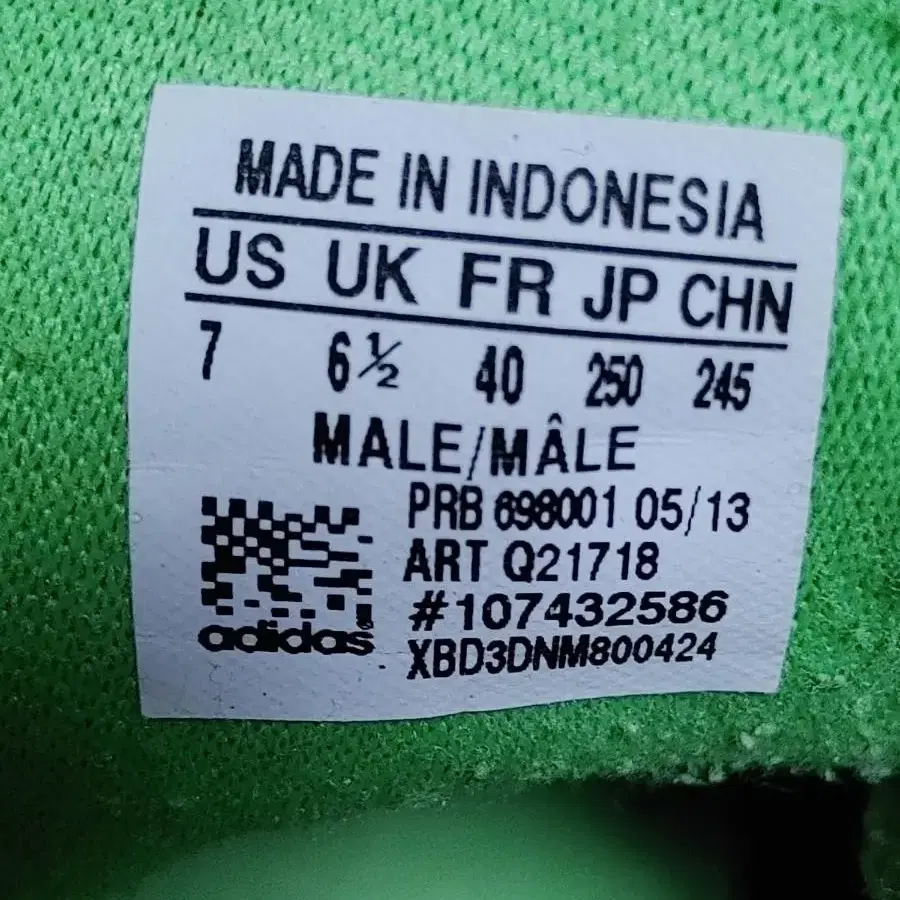 MADE IN INDONESIA
US UK FR JP CHN
7 6½ 40 250 245
MALE/MÂLE
PRB 698001 05/13
ART Q21718
#107432586
adidas XBD3DNM800424